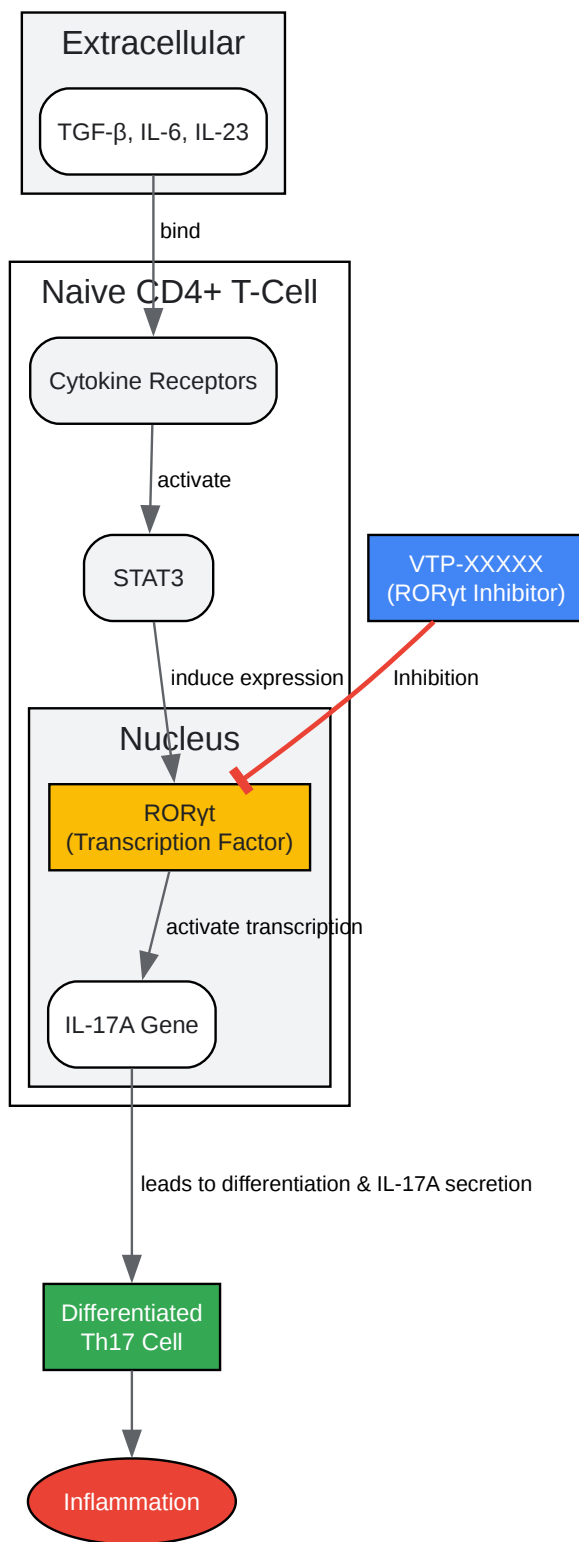 Extracellular
TGF-β, IL-6, IL-23
bind
Naive CD4+ T-Cell
Cytokine Receptors
activate
STAT3
VTP-XXXXX
(RORγt Inhibitor)
induce expression
Inhibition
Nucleus
RORγt
(Transcription Factor)
activate transcription
IL-17A Gene
leads to differentiation & IL-17A secretion
Differentiated
Th17 Cell
Inflammation